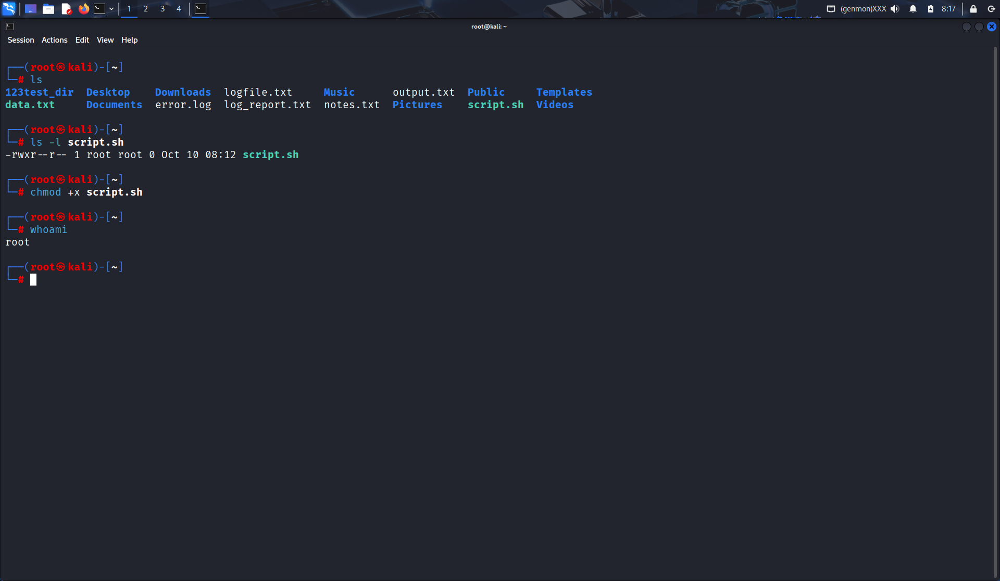 1 2 3 4 (genmon)XXX 8:17
root@kali: ~
Session Actions Edit View Help
┌──(root㉿kali)-[~]
└─# ls
123test_dir Desktop Downloads logfile.txt Music output.txt Public Templates
data.txt Documents error.log log_report.txt notes.txt Pictures script.sh Videos
┌──(root㉿kali)-[~]
└─# ls -l script.sh
-rwxr--r-- 1 root root 0 Oct 10 08:12 script.sh
┌──(root㉿kali)-[~]
└─# chmod +x script.sh
┌──(root㉿kali)-[~]
└─# whoami
root
┌──(root㉿kali)-[~]
└─#